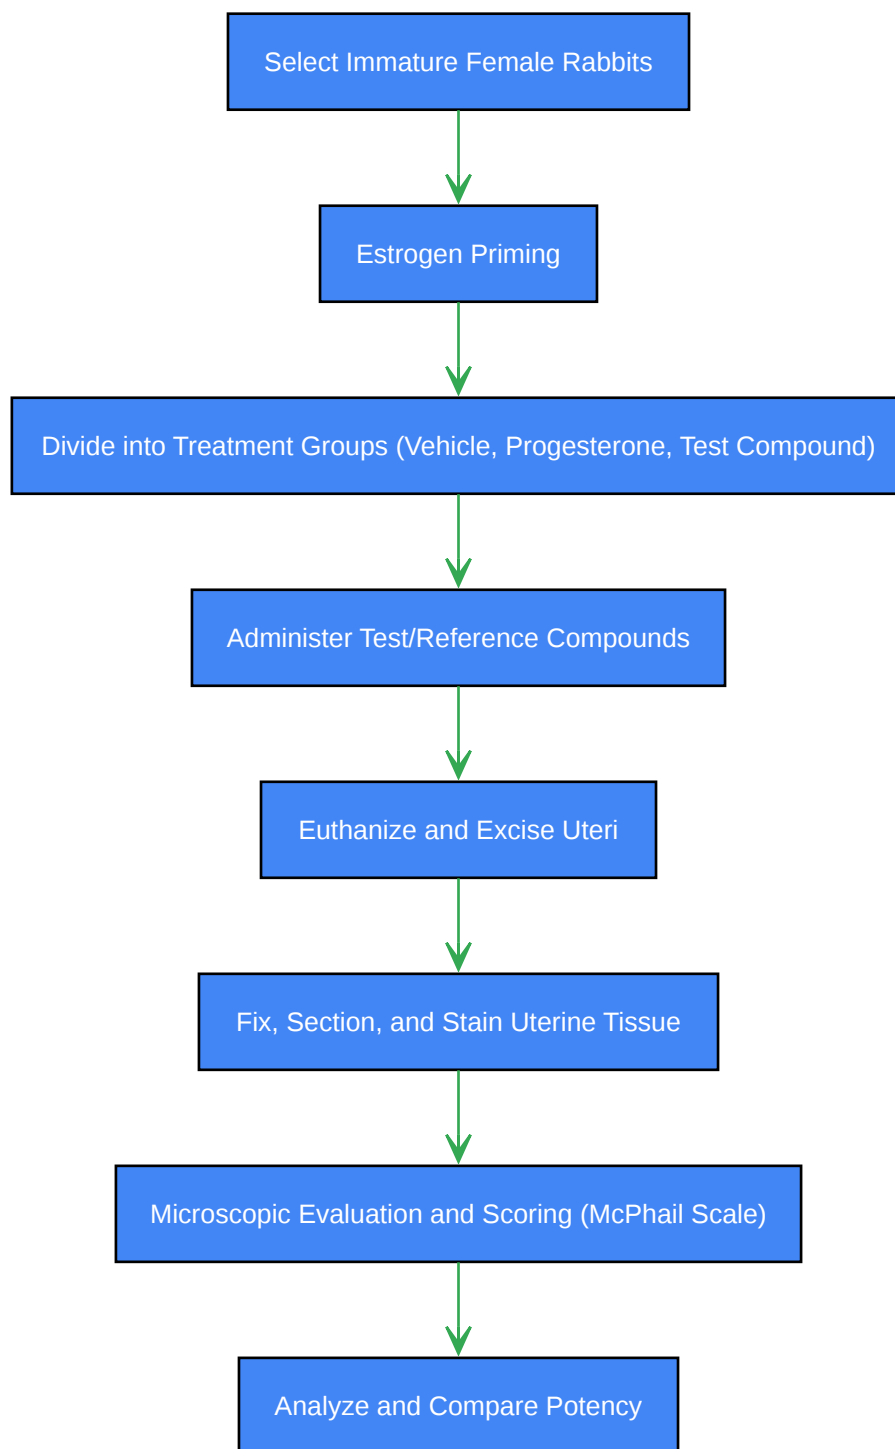 Select Immature Female Rabbits
Estrogen Priming
Divide into Treatment Groups (Vehicle, Progesterone, Test Compound)
Administer Test/Reference Compounds
Euthanize and Excise Uteri
Fix, Section, and Stain Uterine Tissue
Microscopic Evaluation and Scoring (McPhail Scale)
Analyze and Compare Potency